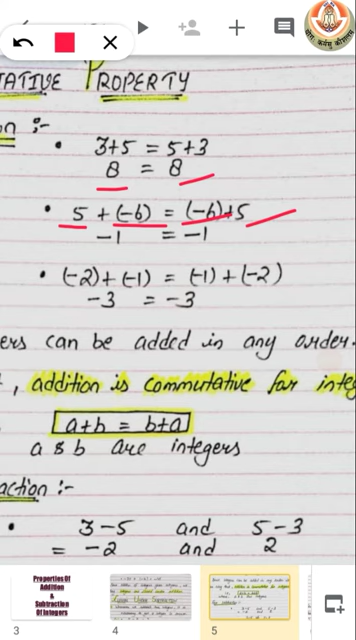 TATIVE PROPERTY
on :-
• 3+5 = 5+3
8 = 8
• 5 + (-6) = (-6)+5
-1 = -1
• (-2)+(-1) = (-1)+(-2)
-3 = -3
ers can be added in any order.
, addition is commutative for integ
a+b = b+a
a & b are integers
action :-
• 3-5 and 5-3
= -2 and 2
Properties Of
Addition
&
Subtraction
Of Integers
3 4 5